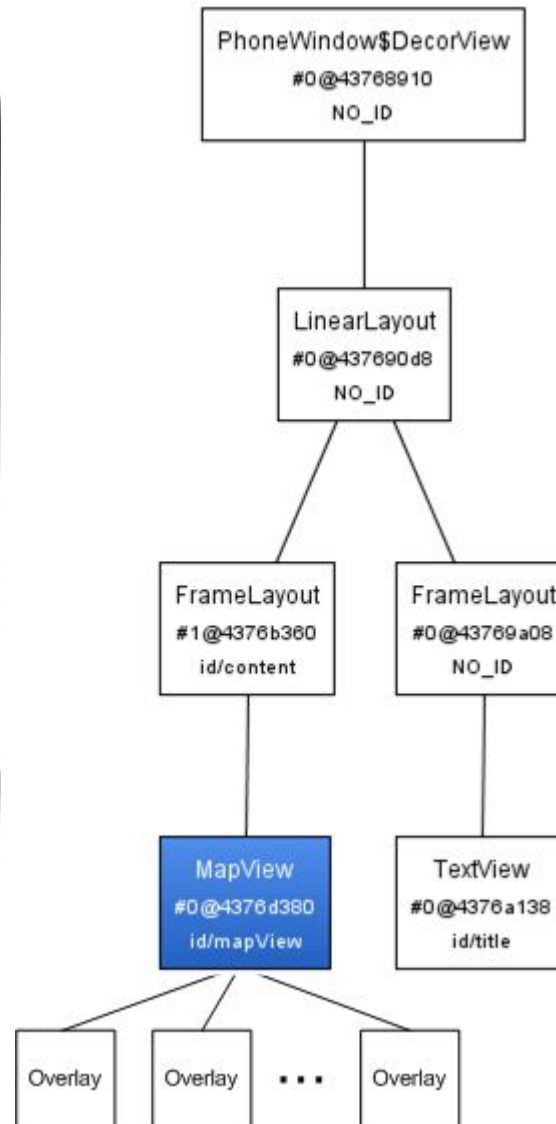 PhoneWindow$DecorView
#0@43768910
NO_ID
LinearLayout
#0@437690d8
NO_ID
FrameLayout
#1@4376b360
id/content
FrameLayout
#0@43769a08
NO_ID
MapView
#0@4376d380
id/mapView
TextView
#0@4376a138
id/title
Overlay
Overlay
...
Overlay